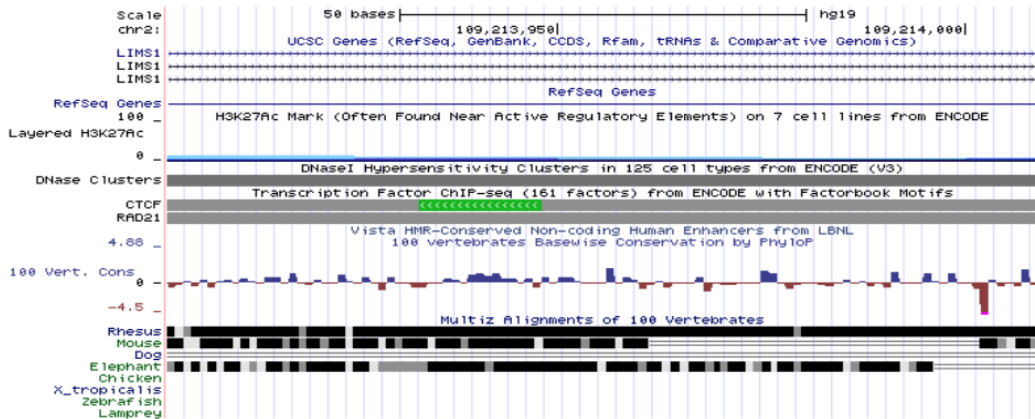 Scale 50 bases hg19
chr2: 109,213,950 109,214,000
UCSC Genes (RefSeq, GenBank, CCDS, Rfam, tRNAs & Comparative Genomics)
LIMS1
LIMS1
LIMS1
RefSeq Genes
RefSeq Genes
100 _ H3K27Ac Mark (Often Found Near Active Regulatory Elements) on 7 cell lines from ENCODE
Layered H3K27Ac
0 _
DNaseI Hypersensitivity Clusters in 125 cell types from ENCODE (V3)
DNase Clusters
Transcription Factor ChIP-seq (161 factors) from ENCODE with Factorbook Motifs
CTCF
RAD21
Vista HMR-Conserved Non-coding Human Enhancers from LBNL
4.88 _ 100 vertebrates Basewise Conservation by PhyloP
100 Vert. Cons
0 _
-4.5 _
Multiz Alignments of 100 Vertebrates
Rhesus
Mouse
Dog
Elephant
Chicken
X_tropicalis
Zebrafish
Lamprey